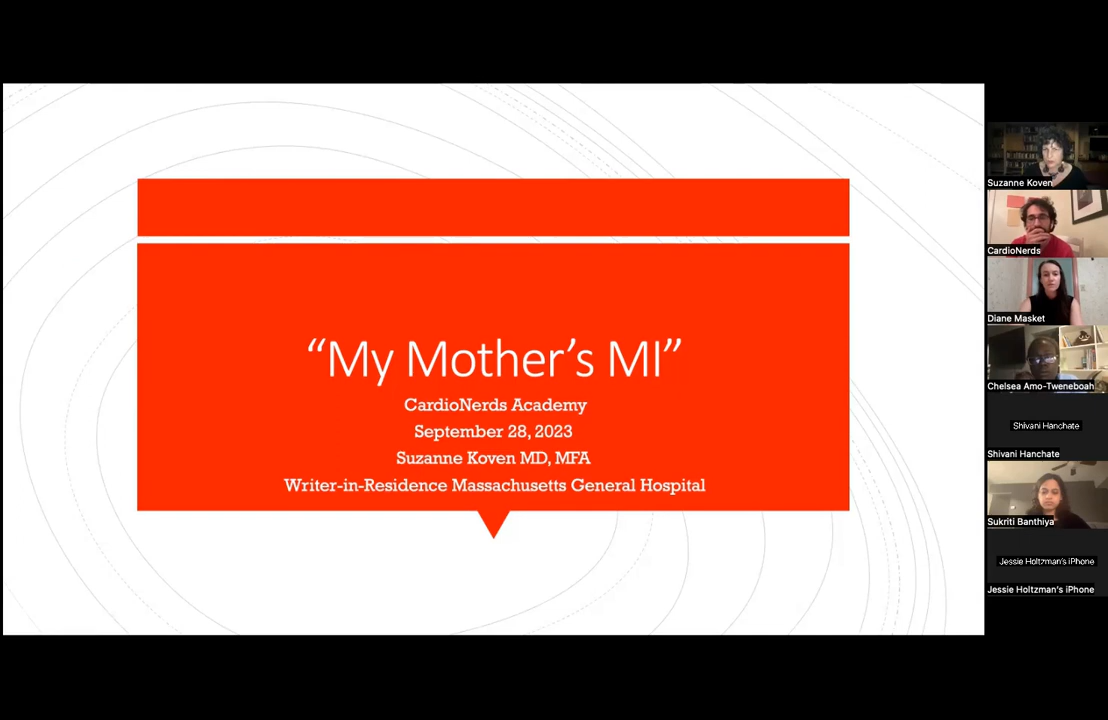 “My Mother’s MI”
CardioNerds Academy
September 28, 2023
Suzanne Koven MD, MFA
Writer-in-Residence Massachusetts General Hospital
Suzanne Koven
CardioNerds
Diane Masket
Chelsea Amo-Tweneboah
Shivani Hanchate
Shivani Hanchate
Sukriti Banthiya
Jessie Holtzman's iPhone
Jessie Holtzman's iPhone